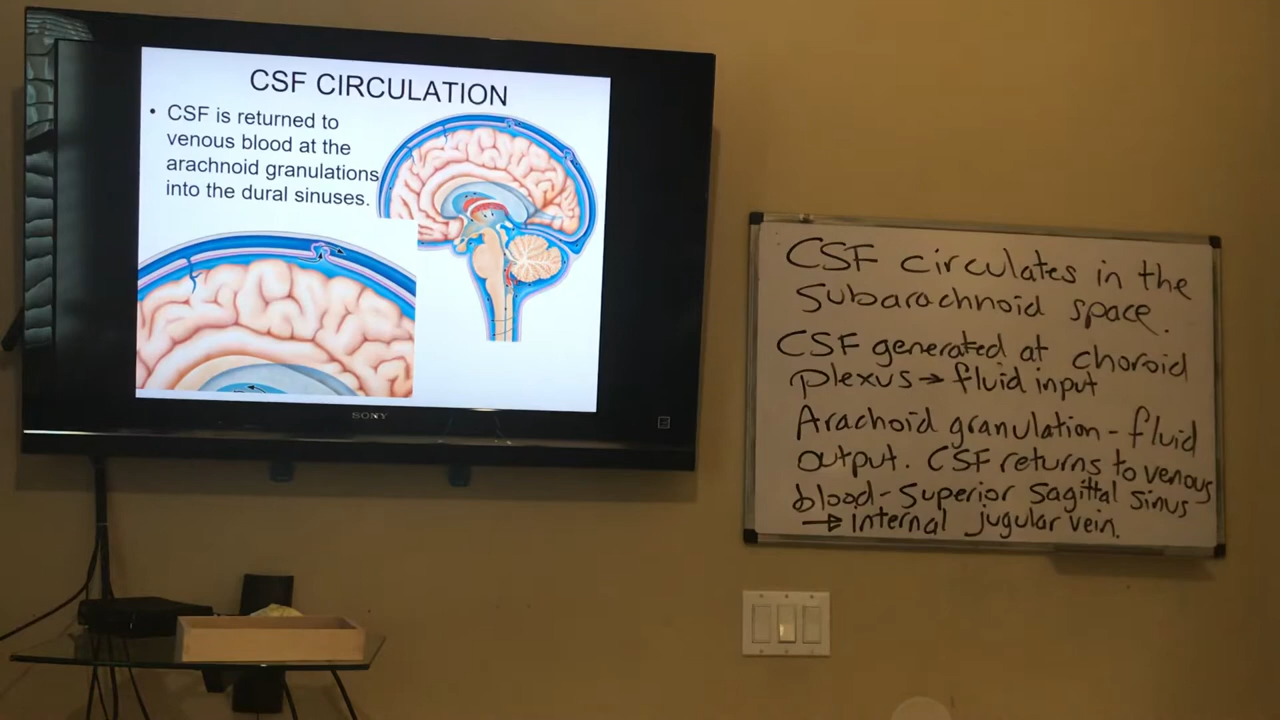 CSF CIRCULATION
• CSF is returned to
venous blood at the
arachnoid granulations
into the dural sinuses.
SONY
CSF circulates in the
Subarachnoid space.
CSF generated at choroid
plexus → fluid input
Arachoid granulation - fluid
output. CSF returns to venous
blood - Superior Sagittal Sinus
→ internal jugular vein.